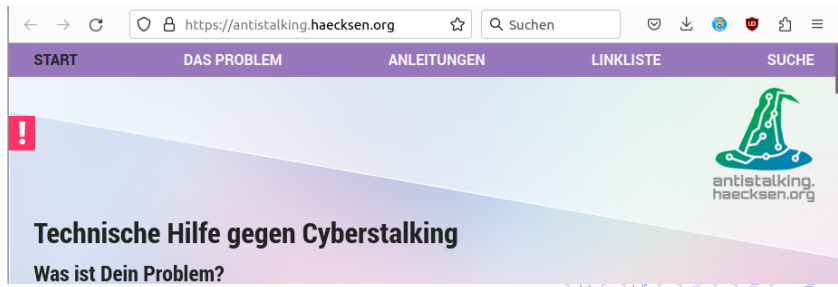 https://antistalking.haecksen.org
Suchen
START DAS PROBLEM ANLEITUNGEN LINKLISTE SUCHE
!
antistalking.
haecksen.org
Technische Hilfe gegen Cyberstalking
Was ist Dein Problem?